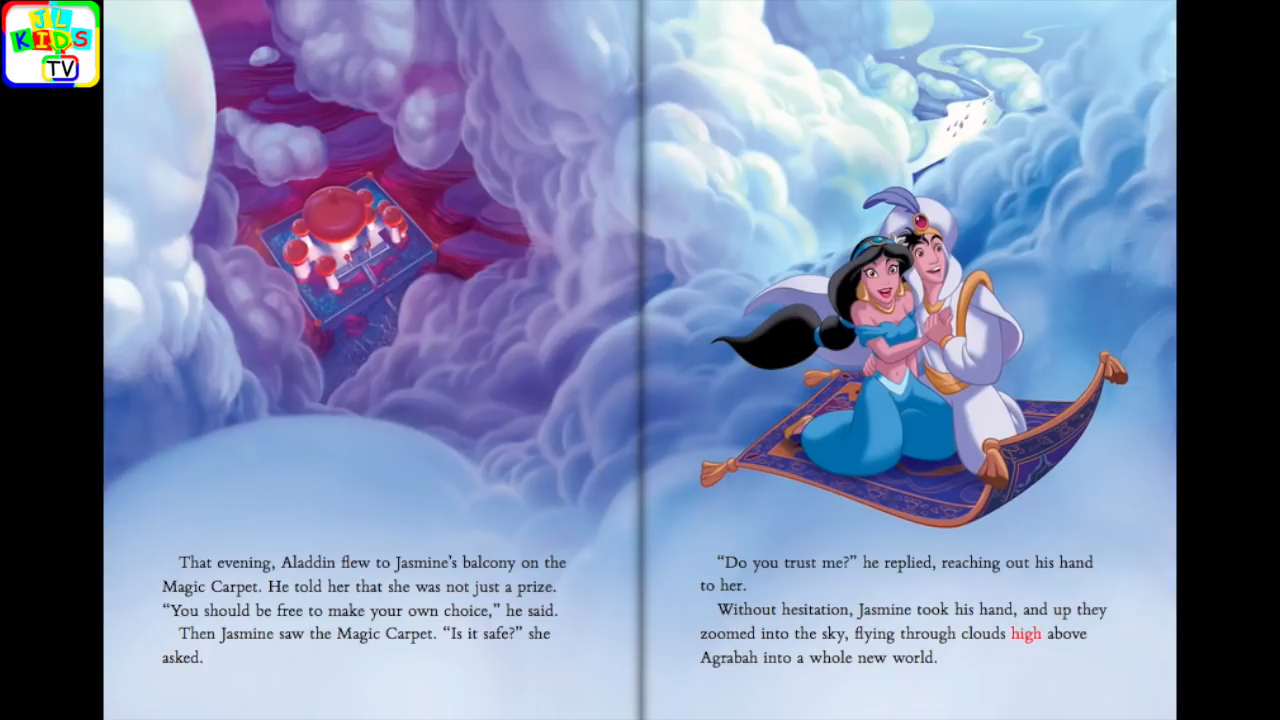 JL
KIDS
TV
That evening, Aladdin flew to Jasmine's balcony on the
Magic Carpet. He told her that she was not just a prize.
“You should be free to make your own choice,” he said.
Then Jasmine saw the Magic Carpet. “Is it safe?” she
asked.
“Do you trust me?” he replied, reaching out his hand
to her.
Without hesitation, Jasmine took his hand, and up they
zoomed into the sky, flying through clouds high above
Agrabah into a whole new world.